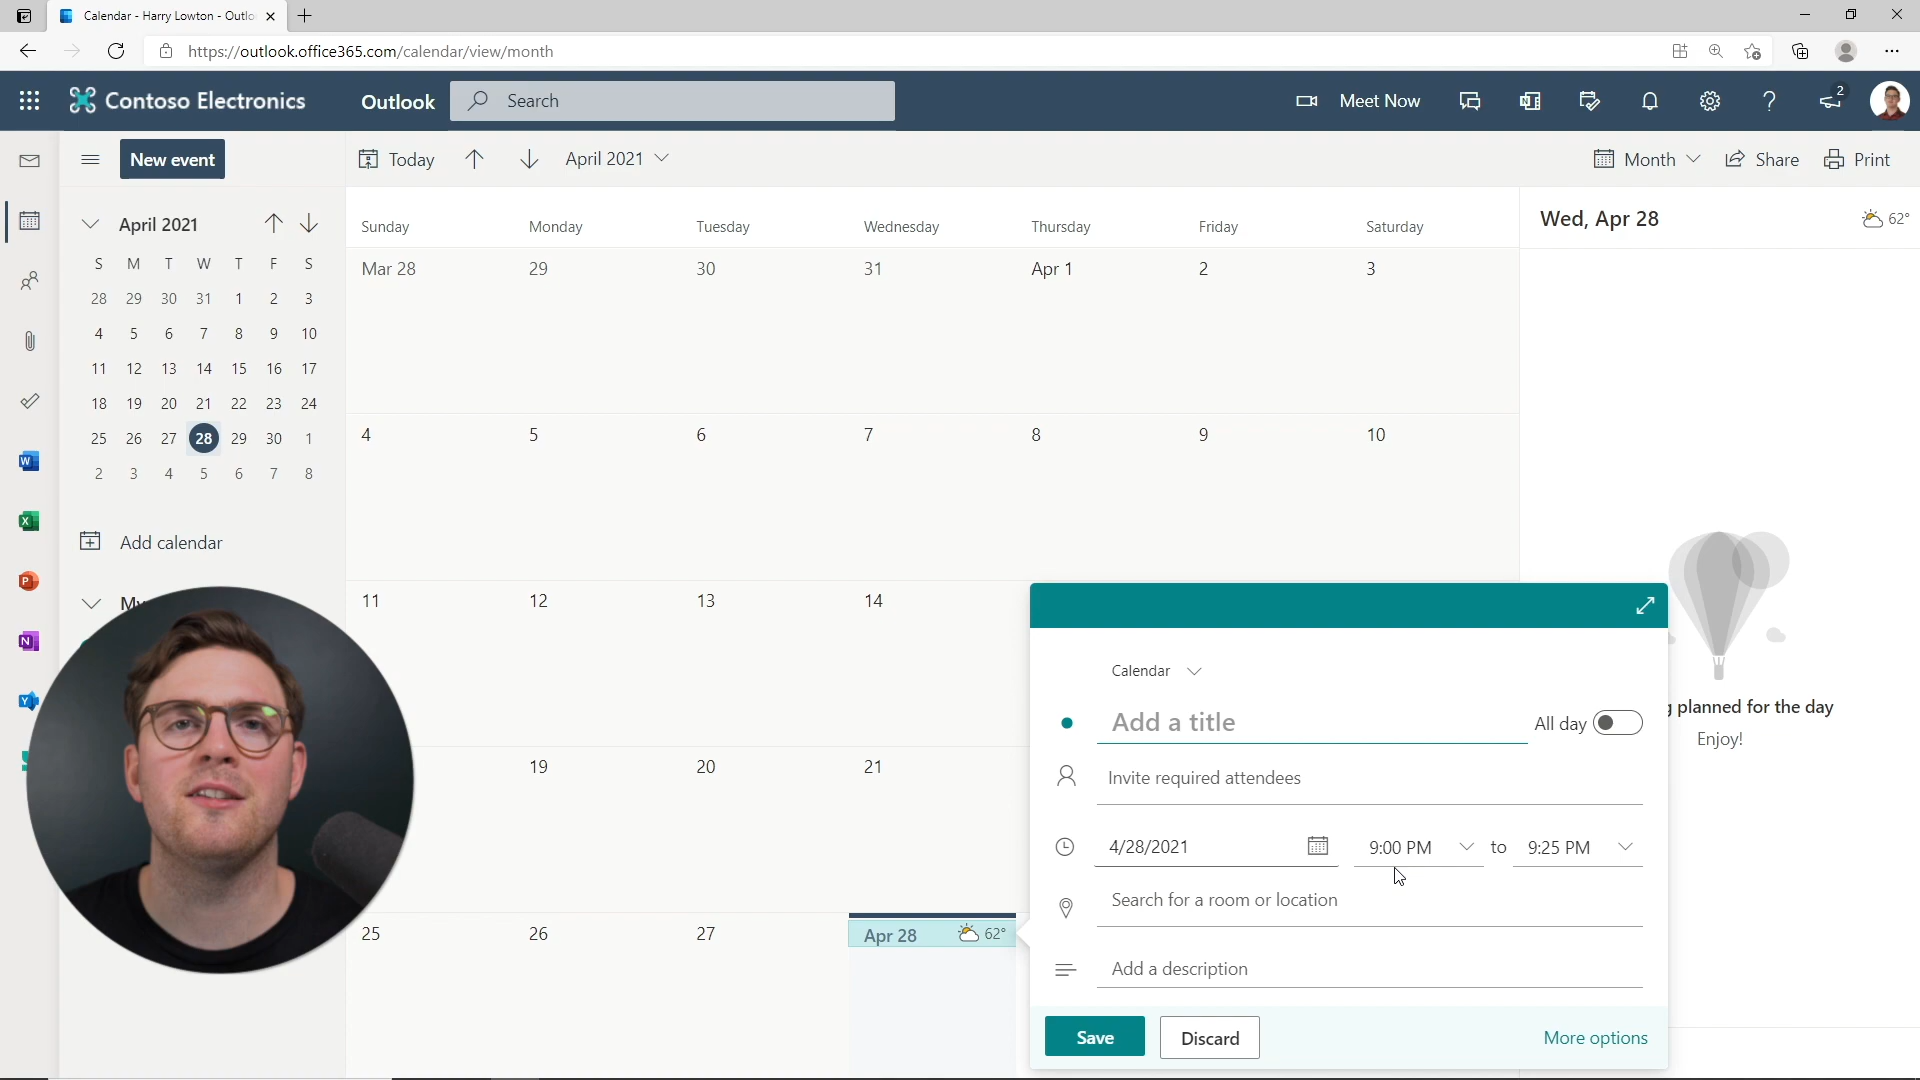 Calendar - Harry Lowton - Outlo
https://outlook.office365.com/calendar/view/month
Contoso Electronics
Outlook
Search
Meet Now
2
New event
Today
April 2021
Month
Share
Print
April 2021
S M T W T F S
28 29 30 31 1 2 3
4 5 6 7 8 9 10
11 12 13 14 15 16 17
18 19 20 21 22 23 24
25 26 27 28 29 30 1
2 3 4 5 6 7 8
Add calendar
My
Sunday Monday Tuesday Wednesday Thursday Friday Saturday
Mar 28 29 30 31 Apr 1 2 3
4 5 6 7 8 9 10
11 12 13 14
19 20 21
25 26 27 Apr 28 62°
Wed, Apr 28
62°
planned for the day
Enjoy!
Calendar
Add a title
All day
Invite required attendees
4/28/2021 9:00 PM to 9:25 PM
Search for a room or location
Add a description
Save
Discard
More options